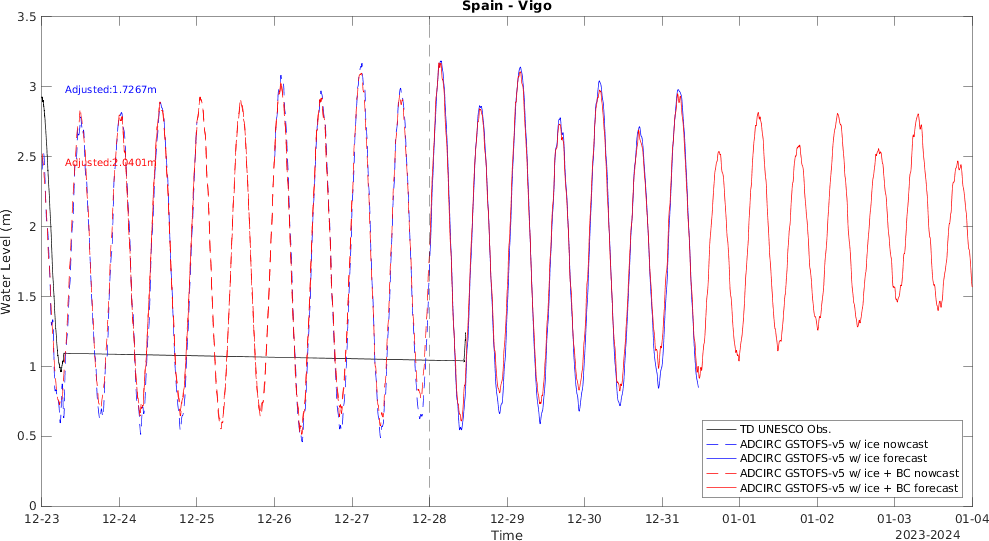 Spain - Vigo
3.5
3
2.5
2
1.5
1
0.5
0
Water Level (m)
Adjusted:1.7267m
Adjusted:2.0401m
TD UNESCO Obs.
ADCIRC GSTOFS-v5 w/ ice nowcast
ADCIRC GSTOFS-v5 w/ ice forecast
ADCIRC GSTOFS-v5 w/ ice + BC nowcast
ADCIRC GSTOFS-v5 w/ ice + BC forecast
12-23 12-24 12-25 12-26 12-27 12-28 12-29 12-30 12-31 01-01 01-02 01-03 01-04
Time
2023-2024